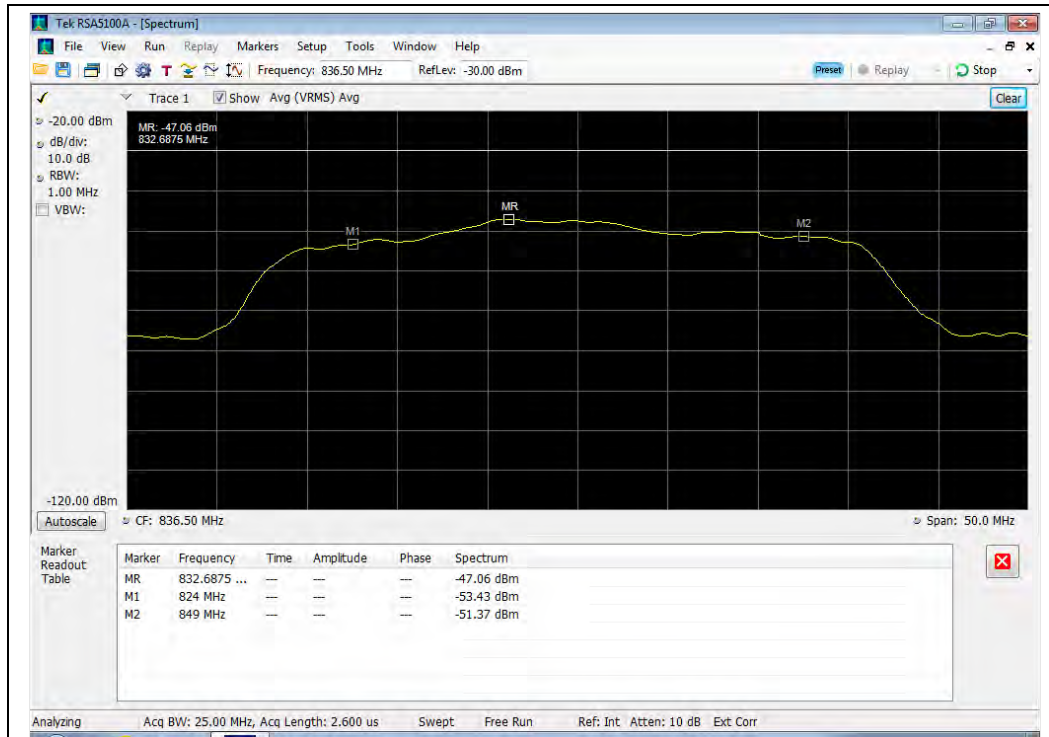 Tek RSA5100A - [Spectrum]
File View Run Replay Markers Setup Tools Window Help
T Frequency: 836.50 MHz RefLev: -30.00 dBm Preset Replay Stop
Trace 1 Show Avg (VRMS) Avg Clear
-20.00 dBm
dB/div:
10.0 dB
RBW:
1.00 MHz
VBW:
MR: -47.06 dBm
832.6875 MHz
MR
M1
M2
-120.00 dBm
Autoscale CF: 836.50 MHz Span: 50.0 MHz
Marker
Readout
Table
Marker Frequency Time Amplitude Phase Spectrum
MR 832.6875 ... --- --- --- -47.06 dBm
M1 824 MHz --- --- --- -53.43 dBm
M2 849 MHz --- --- --- -51.37 dBm
Analyzing Acq BW: 25.00 MHz, Acq Length: 2.600 us Swept Free Run Ref: Int Atten: 10 dB Ext Corr